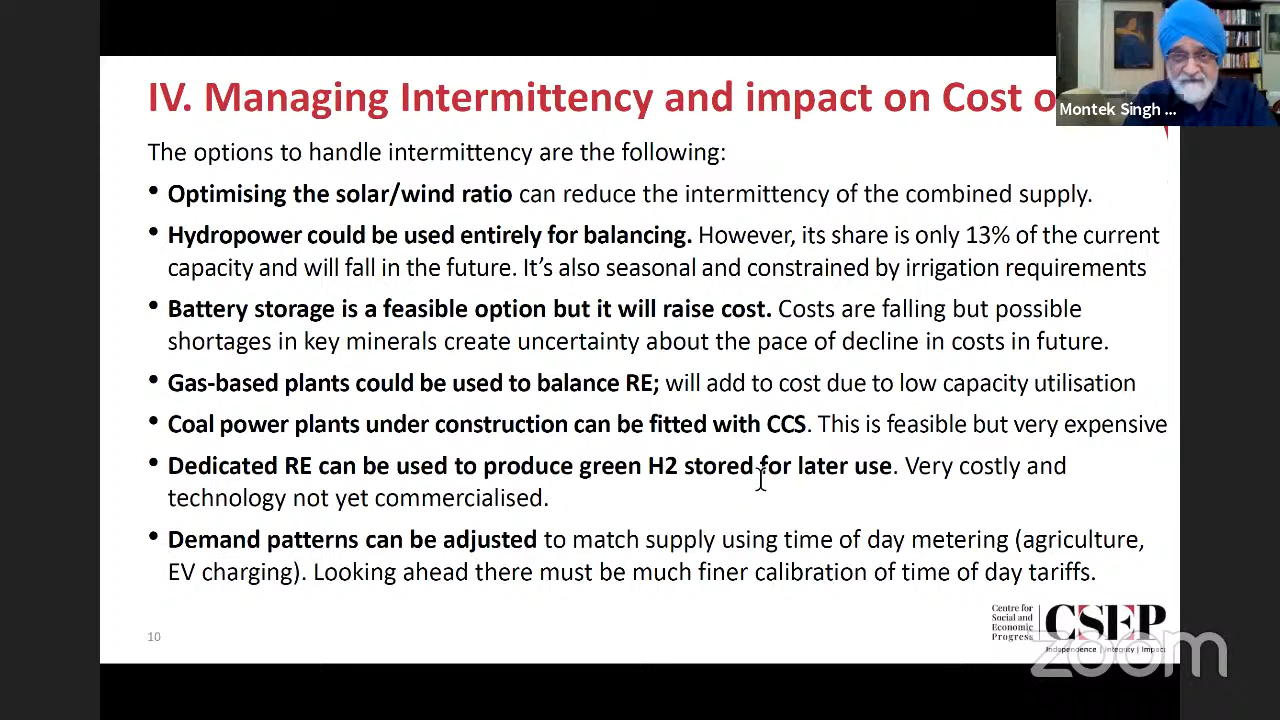 IV. Managing Intermittency and impact on Cost o
Montek Singh ...
The options to handle intermittency are the following:
• Optimising the solar/wind ratio can reduce the intermittency of the combined supply.
• Hydropower could be used entirely for balancing. However, its share is only 13% of the current
capacity and will fall in the future. It’s also seasonal and constrained by irrigation requirements
• Battery storage is a feasible option but it will raise cost. Costs are falling but possible
shortages in key minerals create uncertainty about the pace of decline in costs in future.
• Gas-based plants could be used to balance RE; will add to cost due to low capacity utilisation
• Coal power plants under construction can be fitted with CCS. This is feasible but very expensive
• Dedicated RE can be used to produce green H2 stored for later use. Very costly and
technology not yet commercialised.
• Demand patterns can be adjusted to match supply using time of day metering (agriculture,
EV charging). Looking ahead there must be much finer calibration of time of day tariffs.
10
Centre for
Social and
Economic
Progress
CSEP
Independence | Integrity | Impact
zoom